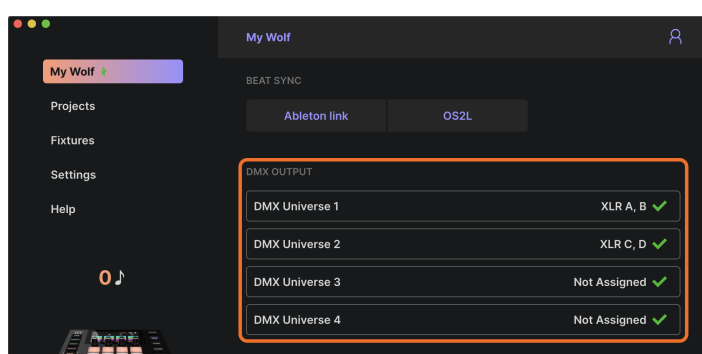 My Wolf
My Wolf
Projects
Fixtures
Settings
Help
0
BEAT SYNC
Ableton link
OS2L
DMX OUTPUT
DMX Universe 1 XLR A, B
DMX Universe 2 XLR C, D
DMX Universe 3 Not Assigned
DMX Universe 4 Not Assigned